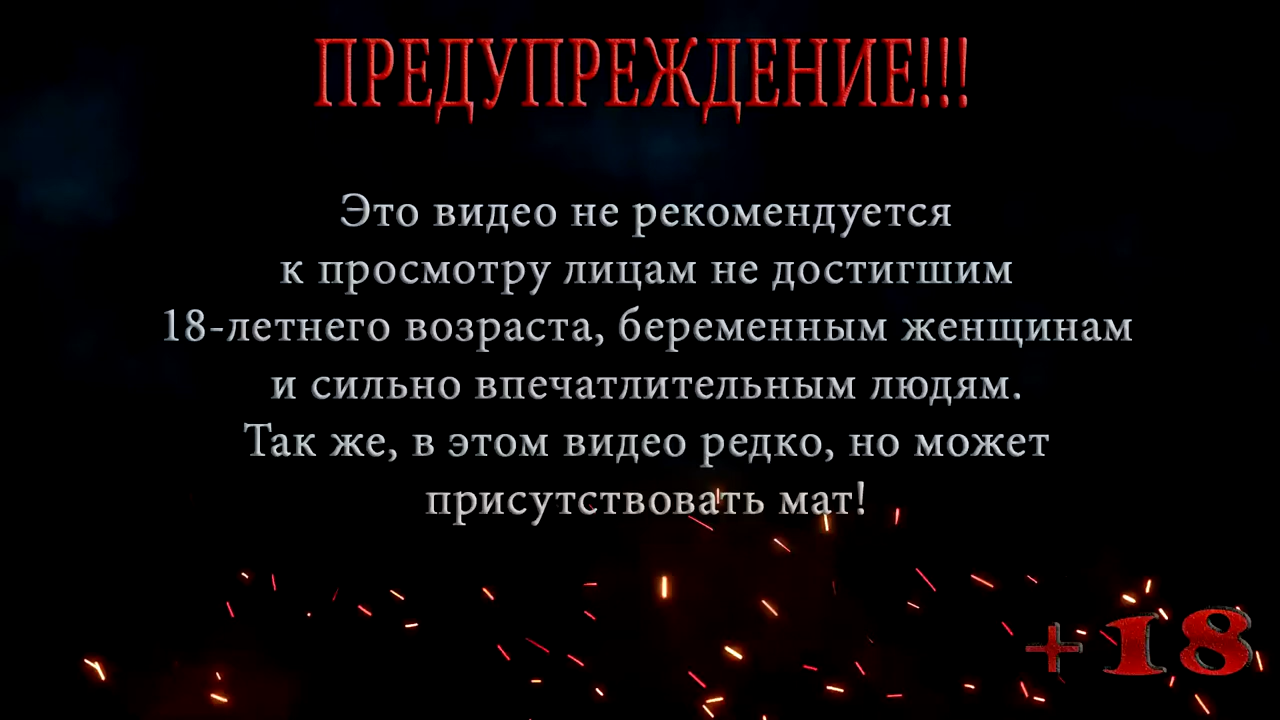 ПРЕДУПРЕЖДЕНИЕ!!!
Это видео не рекомендуется
к просмотру лицам не достигшим
18-летнего возраста, беременным женщинам
и сильно впечатлительным людям.
Так же, в этом видео редко, но может
присутствовать мат!
+18